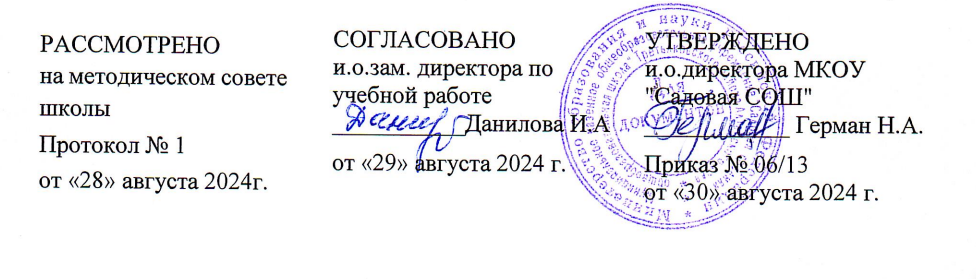 РАССМОТРЕНО
на методическом совете
школы
Протокол № 1
от «28» августа 2024г.
СОГЛАСОВАНО
и.о.зам. директора по
учебной работе
Данилова И.А
от «29» августа 2024 г.
УТВЕРЖДЕНО
и.о.директора МКОУ
"Садовая СОШ"
Герман Н.А.
Приказ № 06/13
от «30» августа 2024 г.